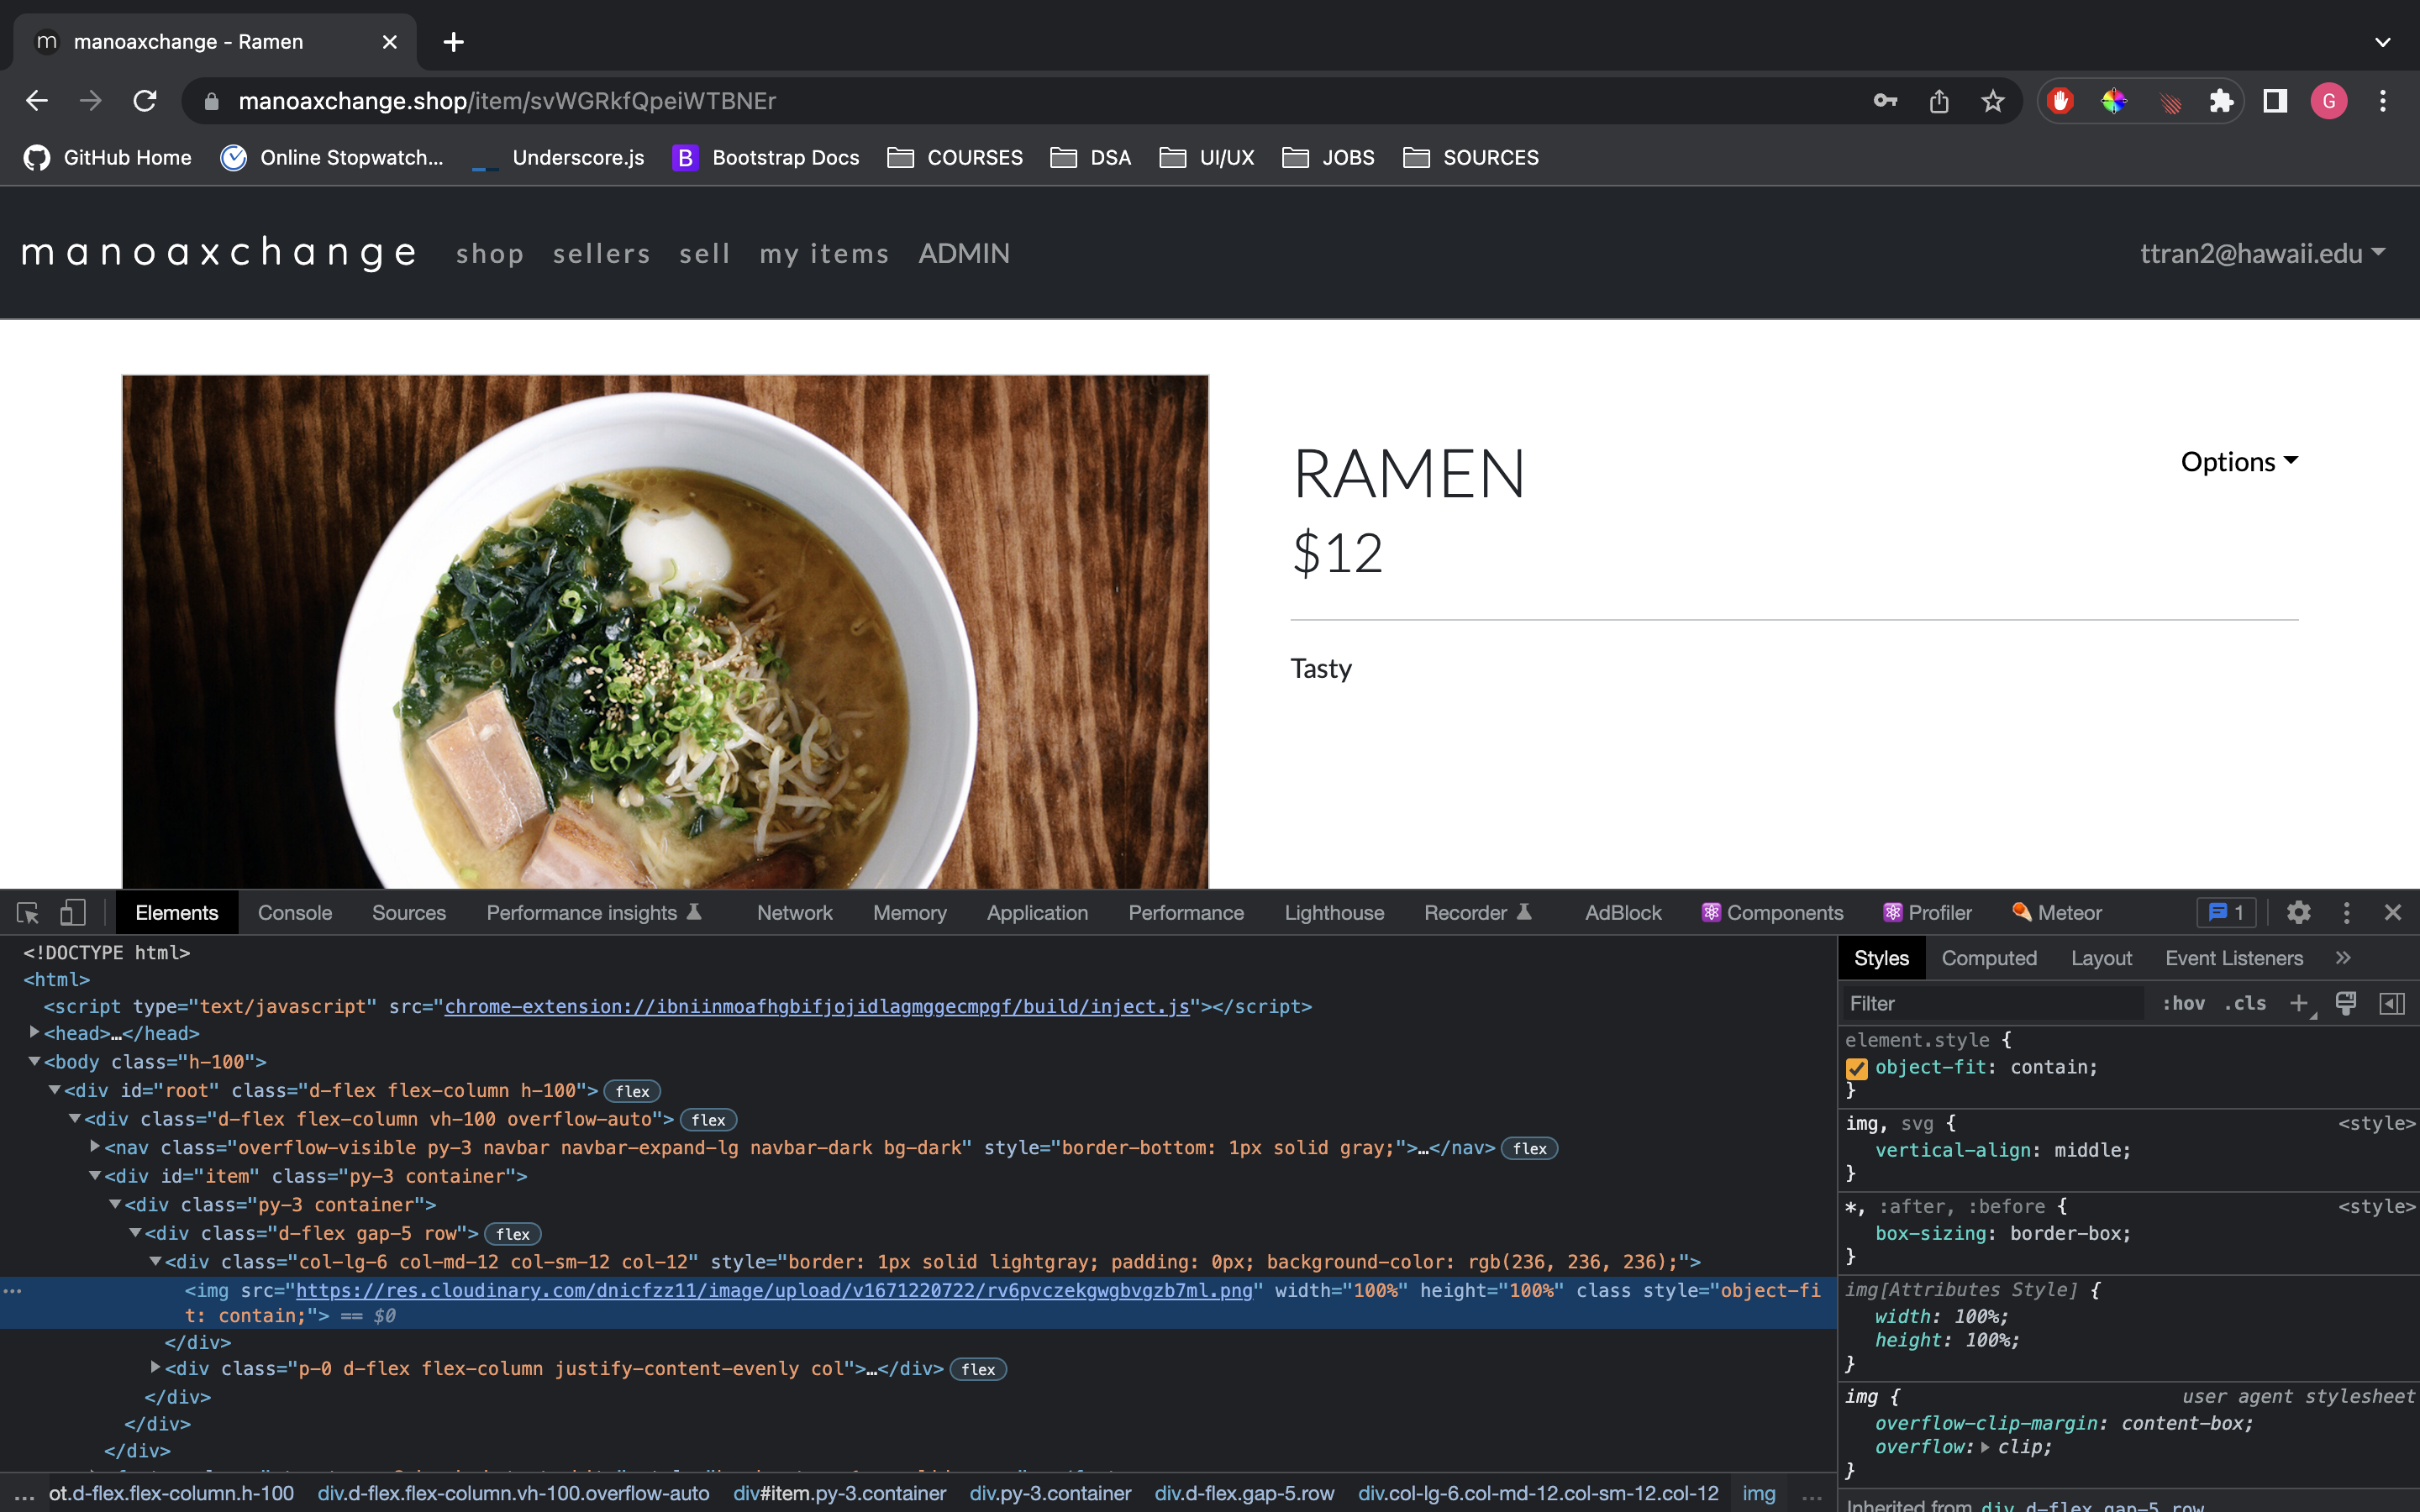 m manoaxchange - Ramen
manoaxchange.shop/item/svWGRkfQpeiWTBNEr
G
GitHub Home
Online Stopwatch...
Underscore.js
B Bootstrap Docs
COURSES
DSA
UI/UX
JOBS
SOURCES
manoaxchange shop sellers sell my items ADMIN
ttran2@hawaii.edu
RAMEN
Options
$12
Tasty
Elements Console Sources Performance insights Network Memory Application Performance Lighthouse Recorder AdBlock Components Profiler Meteor 1
<!DOCTYPE html>
<html>
<script type="text/javascript" src="chrome-extension://ibniinmoafhgbifjojidlagmggecmpgf/build/inject.js"></script>
<head>…</head>
<body class="h-100">
<div id="root" class="d-flex flex-column h-100"> flex
<div class="d-flex flex-column vh-100 overflow-auto"> flex
<nav class="overflow-visible py-3 navbar navbar-expand-lg navbar-dark bg-dark" style="border-bottom: 1px solid gray;">…</nav> flex
<div id="item" class="py-3 container">
<div class="py-3 container">
<div class="d-flex gap-5 row"> flex
<div class="col-lg-6 col-md-12 col-sm-12 col-12" style="border: 1px solid lightgray; padding: 0px; background-color: rgb(236, 236, 236);">
<img src="https://res.cloudinary.com/dnicfzz11/image/upload/v1671220722/rv6pvczekgwgbvgzb7ml.png" width="100%" height="100%" class style="object-fi
t: contain;"> == $0
</div>
<div class="p-0 d-flex flex-column justify-content-evenly col">…</div> flex
</div>
</div>
</div>
... ot.d-flex.flex-column.h-100 div.d-flex.flex-column.vh-100.overflow-auto div#item.py-3.container div.py-3.container div.d-flex.gap-5.row div.col-lg-6.col-md-12.col-sm-12.col-12 img ...
Styles Computed Layout Event Listeners
Filter :hov .cls
element.style {
object-fit: contain;
}
img, svg { <style>
vertical-align: middle;
}
*, :after, :before { <style>
box-sizing: border-box;
}
img[Attributes Style] {
width: 100%;
height: 100%;
}
img { user agent stylesheet
overflow-clip-margin: content-box;
overflow: clip;
}
Inherited from div.d-flex.gap-5.row